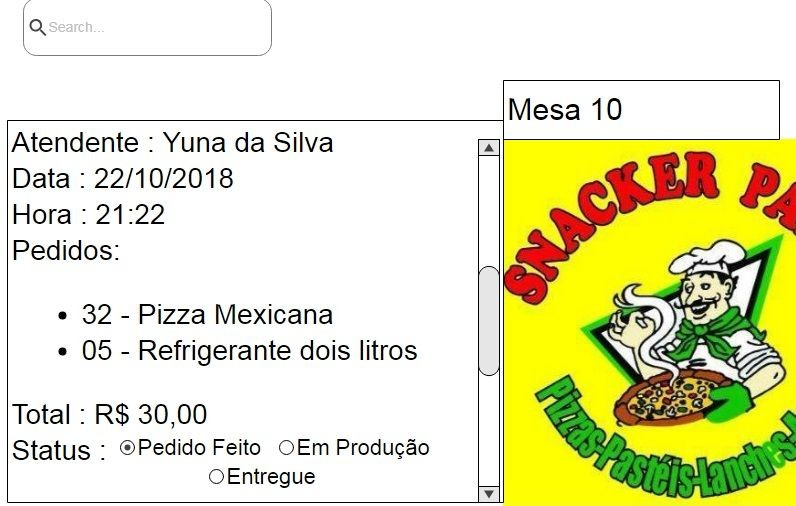 Search...
Mesa 10
Atendente : Yuna da Silva
Data : 22/10/2018
Hora : 21:22
Pedidos:
• 32 - Pizza Mexicana
• 05 - Refrigerante dois litros
Total : R$ 30,00
Status : Pedido Feito Em Produção
Entregue
SNACKER PA
Pizzas-Pastéis-Lanches-